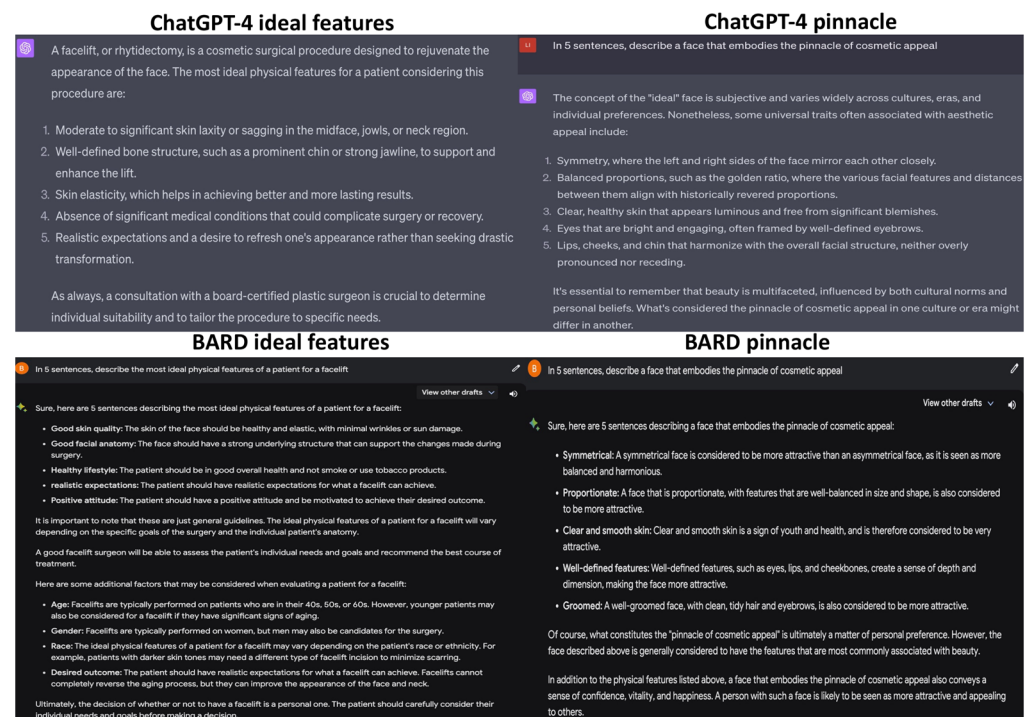 ChatGPT-4 ideal features
A facelift, or rhytidectomy, is a cosmetic surgical procedure designed to rejuvenate the
appearance of the face. The most ideal physical features for a patient considering this
procedure are:
1. Moderate to significant skin laxity or sagging in the midface, jowls, or neck region.
2. Well-defined bone structure, such as a prominent chin or strong jawline, to support and
enhance the lift.
3. Skin elasticity, which helps in achieving better and more lasting results.
4. Absence of significant medical conditions that could complicate surgery or recovery.
5. Realistic expectations and a desire to refresh one's appearance rather than seeking drastic
transformation.
As always, a consultation with a board-certified plastic surgeon is crucial to determine
individual suitability and to tailor the procedure to specific needs.
ChatGPT-4 pinnacle
LI
In 5 sentences, describe a face that embodies the pinnacle of cosmetic appeal
The concept of the "ideal" face is subjective and varies widely across cultures, eras, and
individual preferences. Nonetheless, some universal traits often associated with aesthetic
appeal include:
1. Symmetry, where the left and right sides of the face mirror each other closely.
2. Balanced proportions, such as the golden ratio, where the various facial features and distances
between them align with historically revered proportions.
3. Clear, healthy skin that appears luminous and free from significant blemishes.
4. Eyes that are bright and engaging, often framed by well-defined eyebrows.
5. Lips, cheeks, and chin that harmonize with the overall facial structure, neither overly
pronounced nor receding.
It's essential to remember that beauty is multifaceted, influenced by both cultural norms and
personal beliefs. What's considered the pinnacle of cosmetic appeal in one culture or era might
differ in another.
BARD ideal features
B
In 5 sentences, describe the most ideal physical features of a patient for a facelift
View other drafts
Sure, here are 5 sentences describing the most ideal physical features of a patient for a facelift:
• Good skin quality: The skin of the face should be healthy and elastic, with minimal wrinkles or sun damage.
• Good facial anatomy: The face should have a strong underlying structure that can support the changes made during
surgery.
• Healthy lifestyle: The patient should be in good overall health and not smoke or use tobacco products.
• realistic expectations: The patient should have realistic expectations for what a facelift can achieve.
• Positive attitude: The patient should have a positive attitude and be motivated to achieve their desired outcome.
It is important to note that these are just general guidelines. The ideal physical features of a patient for a facelift will vary
depending on the specific goals of the surgery and the individual patient's anatomy.
A good facelift surgeon will be able to assess the patient's individual needs and goals and recommend the best course of
treatment.
Here are some additional factors that may be considered when evaluating a patient for a facelift:
• Age: Facelifts are typically performed on patients who are in their 40s, 50s, or 60s. However, younger patients may
also be considered for a facelift if they have significant signs of aging.
• Gender: Facelifts are typically performed on women, but men may also be candidates for the surgery.
• Race: The ideal physical features of a patient for a facelift may vary depending on the patient's race or ethnicity. For
example, patients with darker skin tones may need a different type of facelift incision to minimize scarring.
• Desired outcome: The patient should have realistic expectations for what a facelift can achieve. Facelifts cannot
completely reverse the aging process, but they can improve the appearance of the face and neck.
Ultimately, the decision of whether or not to have a facelift is a personal one. The patient should carefully consider their
individual needs and goals before making a decision.
BARD pinnacle
B
In 5 sentences, describe a face that embodies the pinnacle of cosmetic appeal
View other drafts
Sure, here are 5 sentences describing a face that embodies the pinnacle of cosmetic appeal:
• Symmetrical: A symmetrical face is considered to be more attractive than an asymmetrical face, as it is seen as more
balanced and harmonious.
• Proportionate: A face that is proportionate, with features that are well-balanced in size and shape, is also considered
to be more attractive.
• Clear and smooth skin: Clear and smooth skin is a sign of youth and health, and is therefore considered to be very
attractive.
• Well-defined features: Well-defined features, such as eyes, lips, and cheekbones, create a sense of depth and
dimension, making the face more attractive.
• Groomed: A well-groomed face, with clean, tidy hair and eyebrows, is also considered to be more attractive.
Of course, what constitutes the "pinnacle of cosmetic appeal" is ultimately a matter of personal preference. However, the
face described above is generally considered to have the features that are most commonly associated with beauty.
In addition to the physical features listed above, a face that embodies the pinnacle of cosmetic appeal also conveys a
sense of confidence, vitality, and happiness. A person with such a face is likely to be seen as more attractive and appealing
to others.